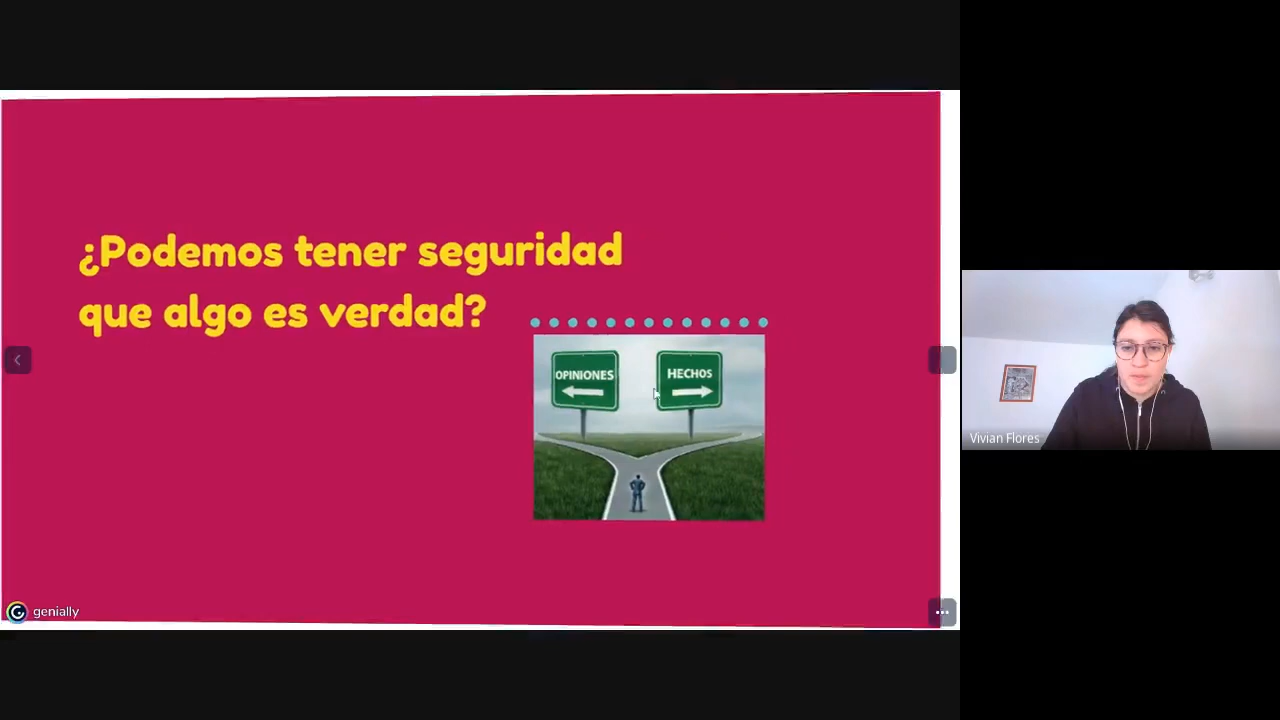 ¿Podemos tener seguridad
que algo es verdad?
OPINIONES
HECHOS
genially
Vivian Flores